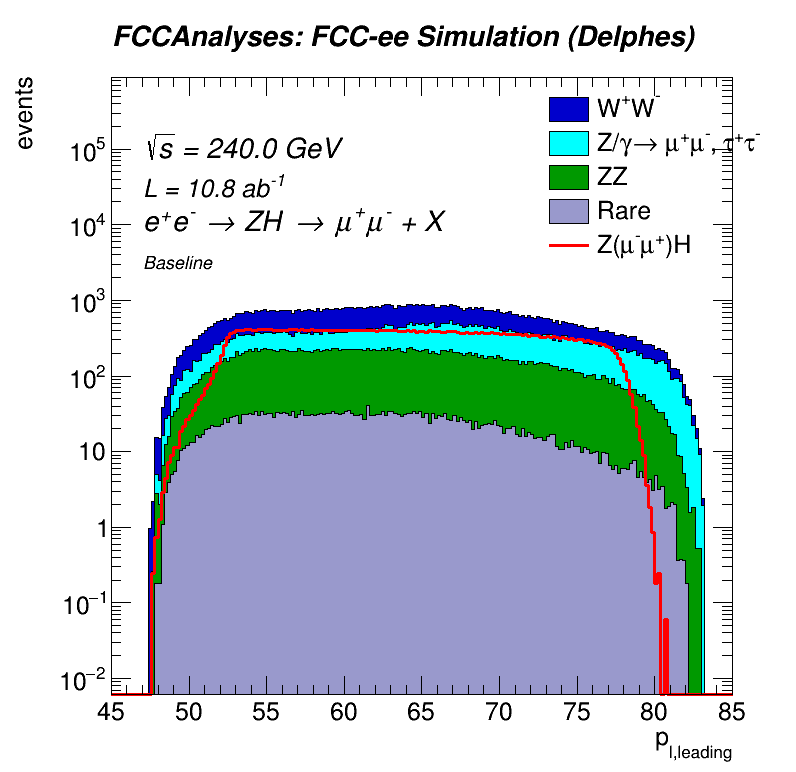 FCCAnalyses: FCC-ee Simulation (Delphes)
events
√s = 240.0 GeV
L = 10.8 ab⁻¹
e⁺e⁻ → ZH → μ⁺μ⁻ + X
Baseline
W⁺W⁻
Z/γ→ μ⁺μ⁻, τ⁺τ⁻
ZZ
Rare
Z(μ⁻μ⁺)H
10⁵
10⁴
10³
10²
10
1
10⁻¹
10⁻²
45 50 55 60 65 70 75 80 85
p_l,leading